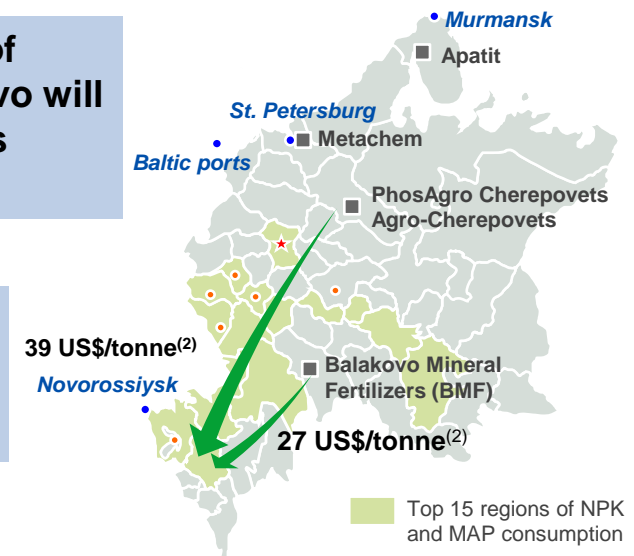 of
vo will
s
Murmansk
Apatit
St. Petersburg
Metachem
Baltic ports
PhosAgro Cherepovets
Agro-Cherepovets
39 US$/tonne(2)
Novorossiysk
Balakovo Mineral
Fertilizers (BMF)
27 US$/tonne(2)
Top 15 regions of NPK
and MAP consumption